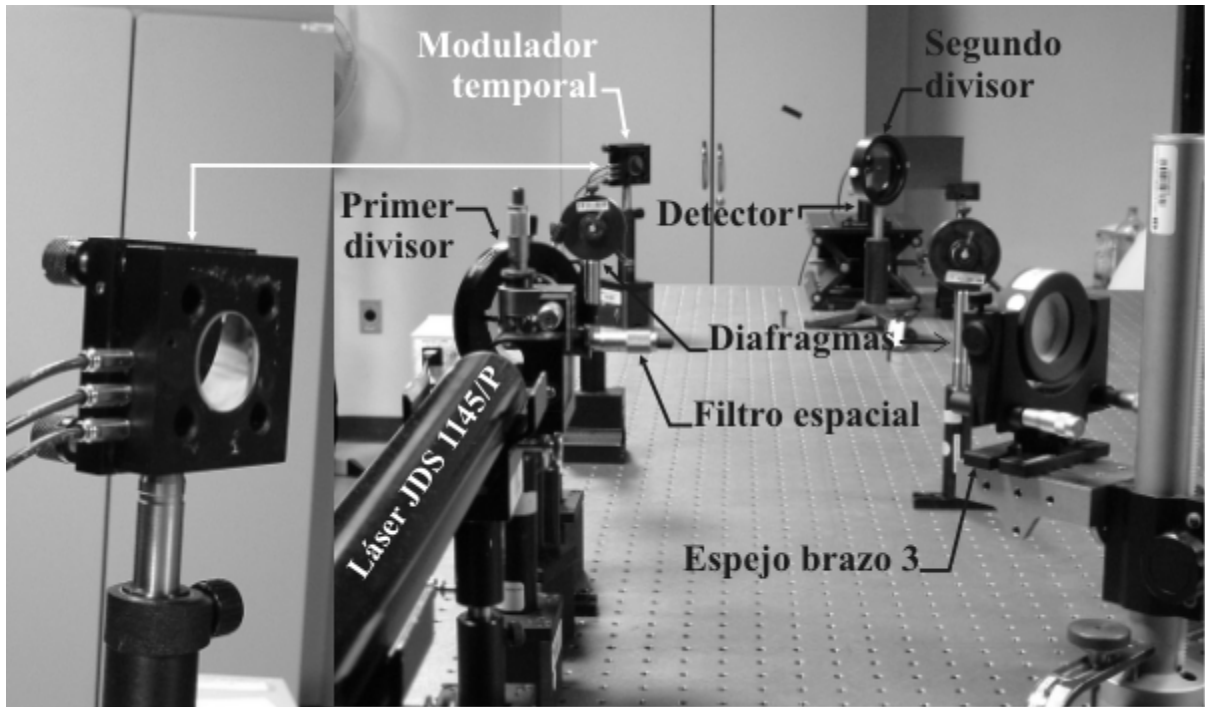 Modulador
temporal
Segundo
divisor
Primer
divisor
Detector
Diafragmas
Filtro espacial
Láser JDS 1145/P
Espejo brazo 3